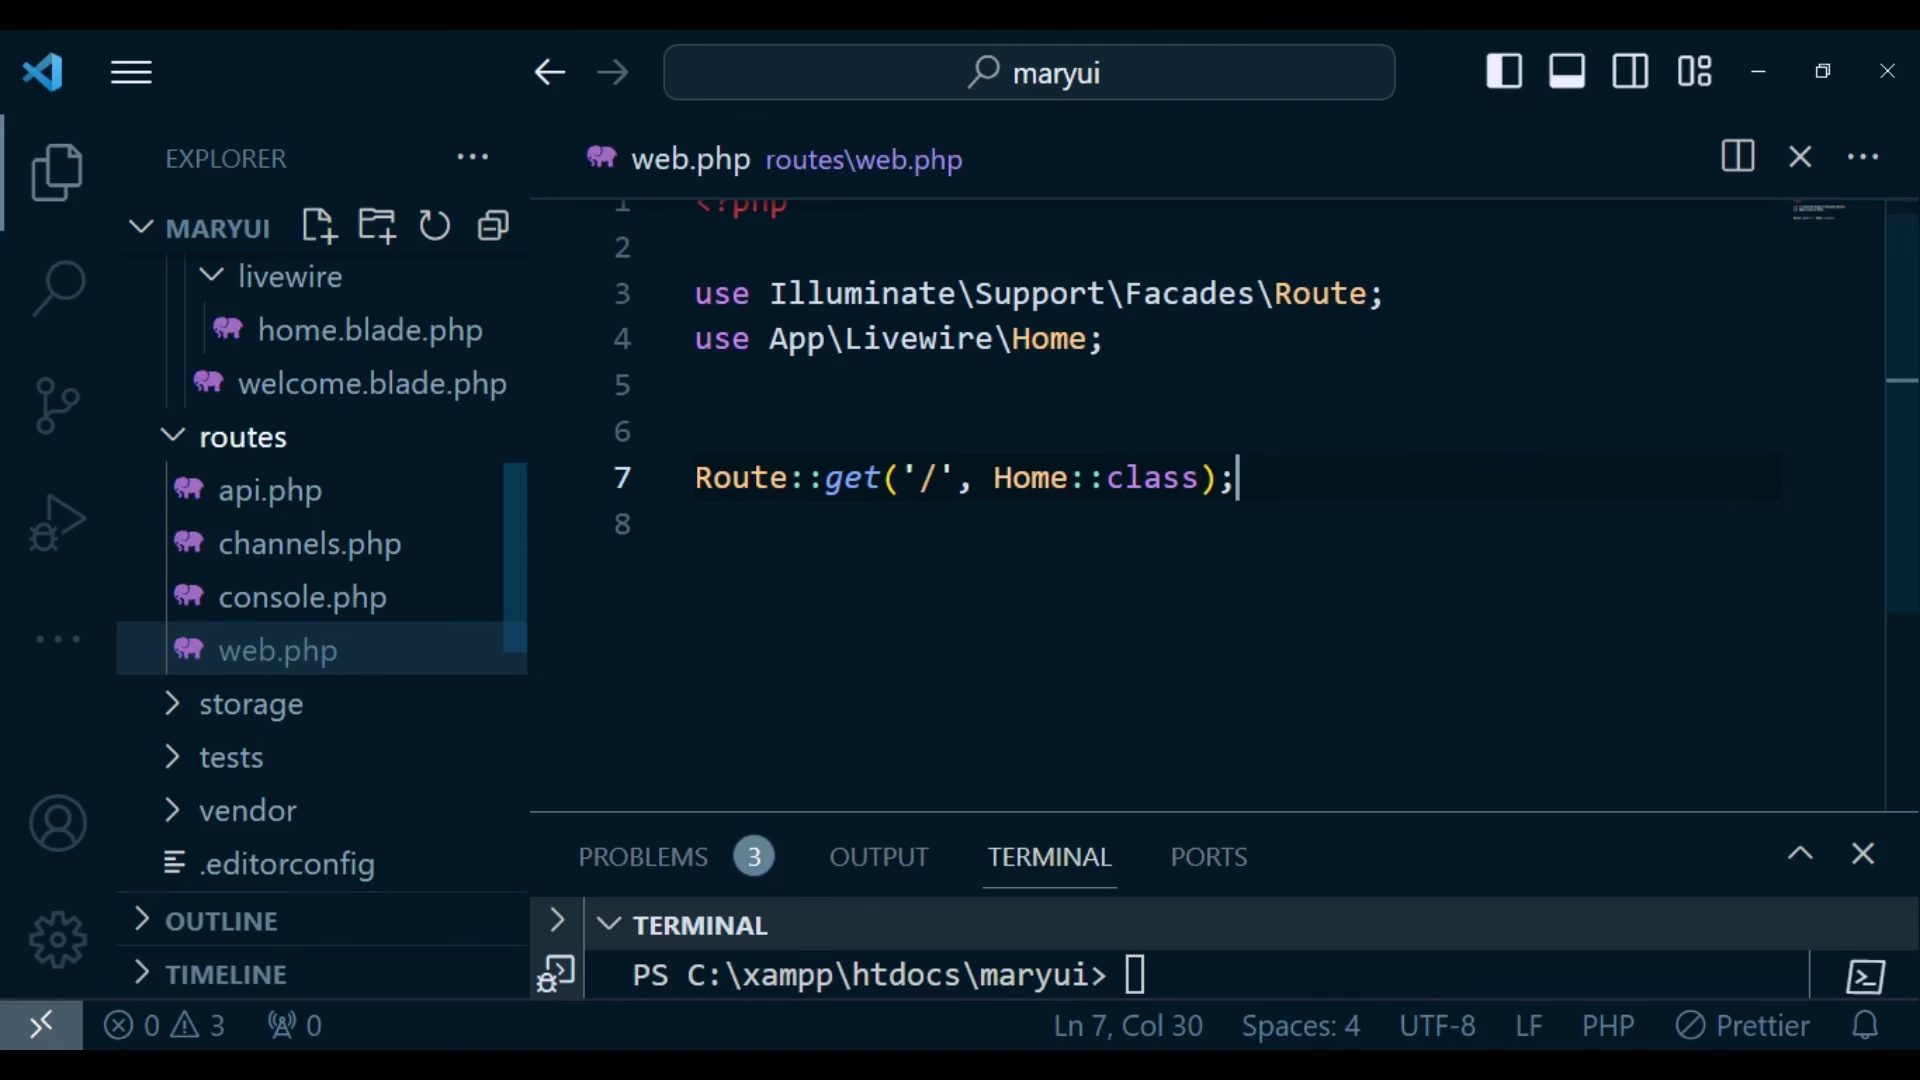 maryui
EXPLORER
MARYUI
livewire
home.blade.php
welcome.blade.php
routes
api.php
channels.php
console.php
web.php
storage
tests
vendor
.editorconfig
OUTLINE
TIMELINE
web.php routes\web.php
1 <?php
2
3 use Illuminate\Support\Facades\Route;
4 use App\Livewire\Home;
5
6
7 Route::get('/', Home::class);
8
PROBLEMS 3 OUTPUT TERMINAL PORTS
TERMINAL
PS C:\xampp\htdocs\maryui>
0 3 0 Ln 7, Col 30 Spaces: 4 UTF-8 LF PHP Prettier